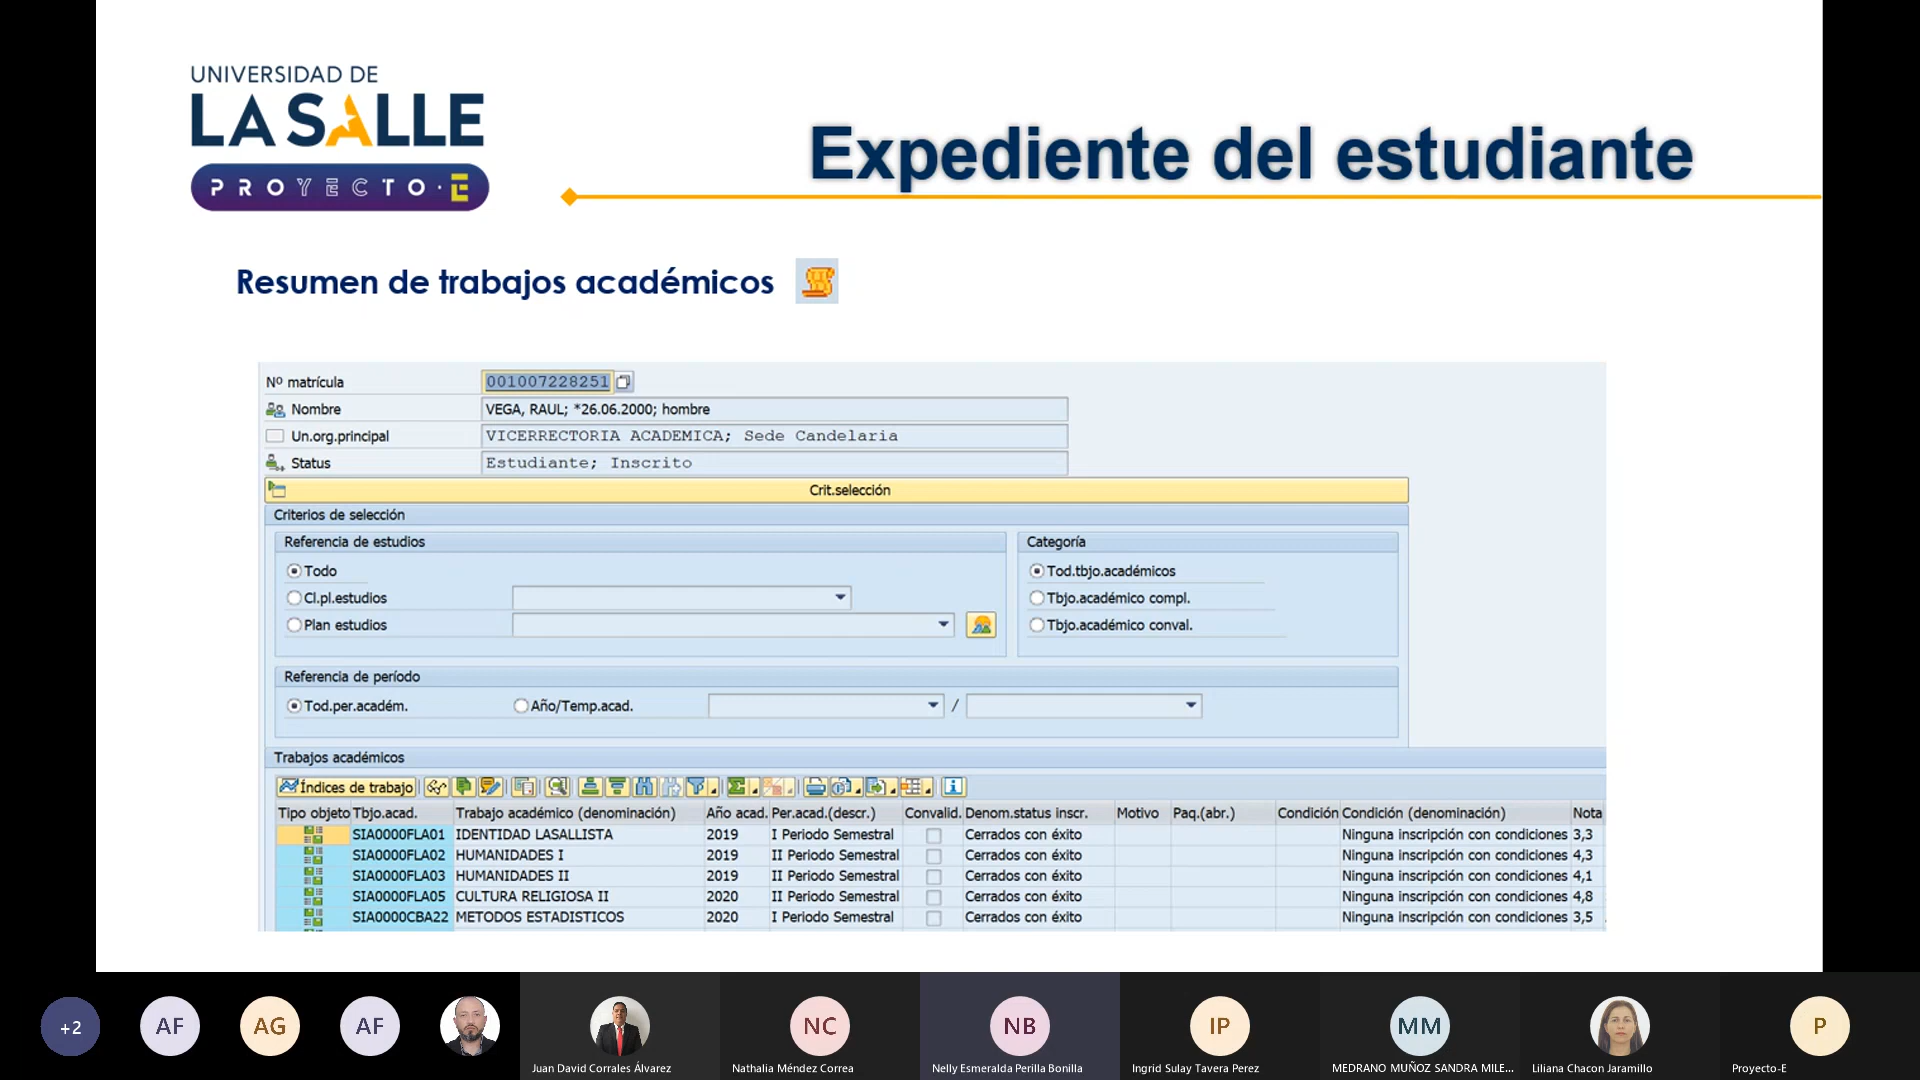 UNIVERSIDAD DE
LA SALLE
PROYECTO·E
Expediente del estudiante
Resumen de trabajos académicos
Nº matrícula 001007228251
Nombre VEGA, RAUL; *26.06.2000; hombre
Un.org.principal VICERRECTORIA ACADEMICA; Sede Candelaria
Status Estudiante; Inscrito
Crit.selección
Criterios de selección
Referencia de estudios Categoría
Todo Tod.tbjo.académicos
Cl.pl.estudios Tbjo.académico compl.
Plan estudios Tbjo.académico conval.
Referencia de período
Tod.per.académ. Año/Temp.acad. /
Trabajos académicos
Índices de trabajo
Tipo objeto Tbjo.acad. Trabajo académico (denominación) Año acad. Per.acad.(descr.) Convalid. Denom.status inscr. Motivo Paq.(abr.) Condición Condición (denominación) Nota
SIA0000FLA01 IDENTIDAD LASALLISTA 2019 I Periodo Semestral Cerrados con éxito Ninguna inscripción con condiciones 3,3
SIA0000FLA02 HUMANIDADES I 2019 II Periodo Semestral Cerrados con éxito Ninguna inscripción con condiciones 4,3
SIA0000FLA03 HUMANIDADES II 2019 II Periodo Semestral Cerrados con éxito Ninguna inscripción con condiciones 4,1
SIA0000FLA05 CULTURA RELIGIOSA II 2020 II Periodo Semestral Cerrados con éxito Ninguna inscripción con condiciones 4,8
SIA0000CBA22 METODOS ESTADISTICOS 2020 I Periodo Semestral Cerrados con éxito Ninguna inscripción con condiciones 3,5
+2 AF AG AF NC NB IP MM P
Juan David Corrales Álvarez Nathalia Méndez Correa Nelly Esmeralda Perilla Bonilla Ingrid Sulay Tavera Perez MEDRANO MUÑOZ SANDRA MILE... Liliana Chacon Jaramillo Proyecto-E